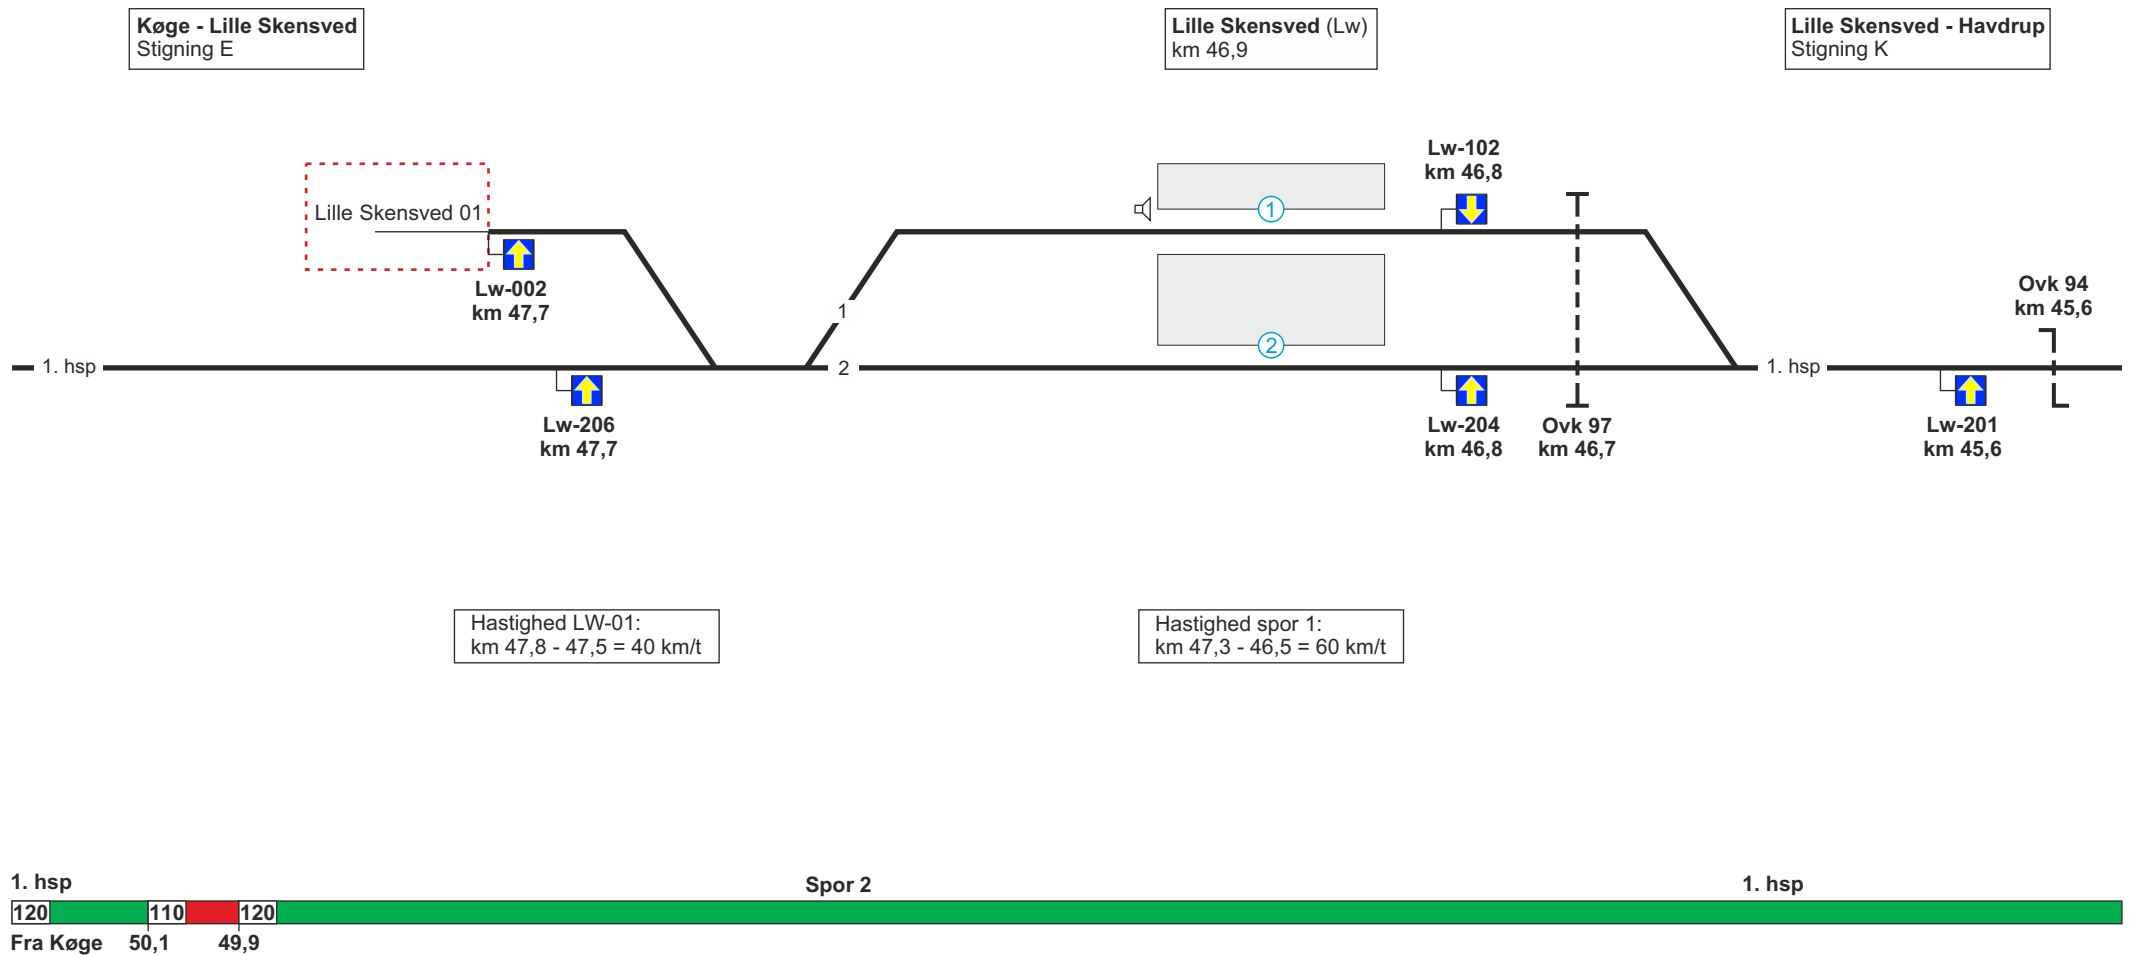 Køge - Lille Skensved
Stigning E
Lille Skensved (Lw)
km 46,9
Lille Skensved - Havdrup
Stigning K
Lw-102
km 46,8
Lille Skensved 01
1
Lw-002
km 47,7
Ovk 94
km 45,6
1
2
1. hsp
2
1. hsp
Lw-206
km 47,7
Lw-204
km 46,8
Ovk 97
km 46,7
Lw-201
km 45,6
Hastighed LW-01:
km 47,8 - 47,5 = 40 km/t
Hastighed spor 1:
km 47,3 - 46,5 = 60 km/t
1. hsp
Spor 2
1. hsp
120
110
120
Fra Køge
50,1
49,9